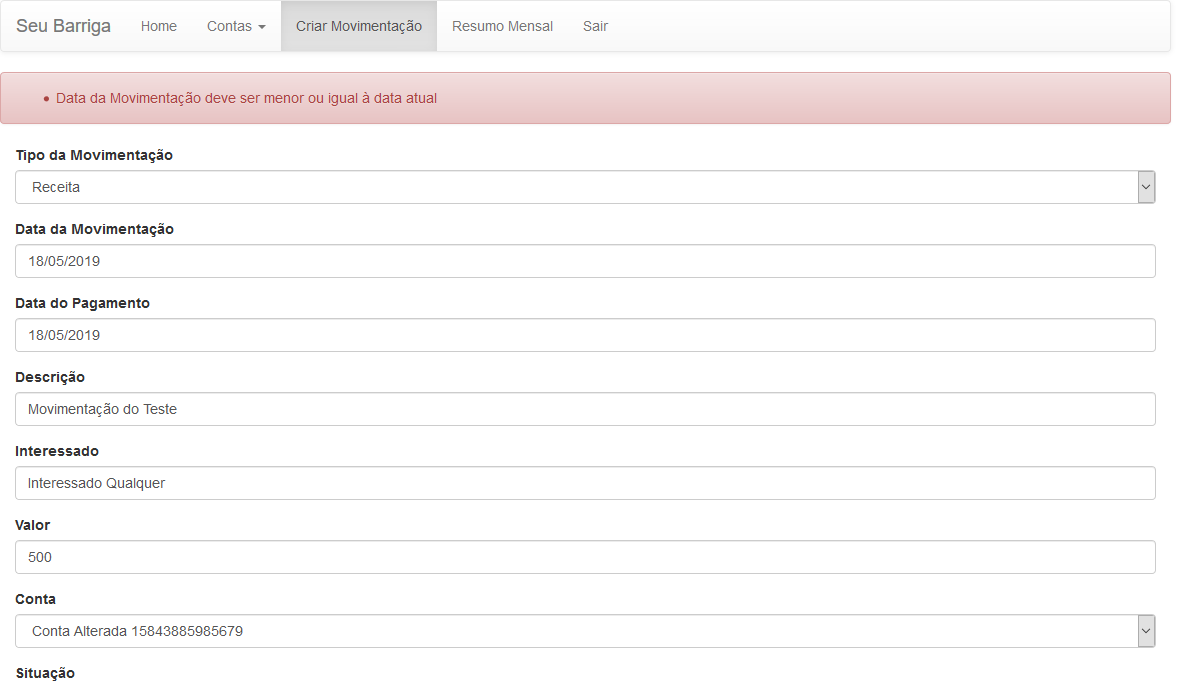 Seu Barriga Home Contas Criar Movimentação Resumo Mensal Sair
Data da Movimentação deve ser menor ou igual à data atual
Tipo da Movimentação
Receita
Data da Movimentação
18/05/2019
Data do Pagamento
18/05/2019
Descrição
Movimentação do Teste
Interessado
Interessado Qualquer
Valor
500
Conta
Conta Alterada 15843885985679
Situação